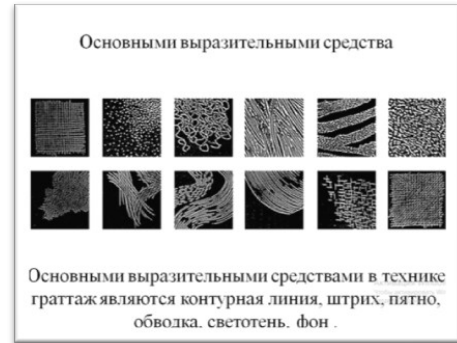 Основными выразительными средства
Основными выразительными средствами в технике
граттаж являются контурная линия, штрих, пятно,
обводка, светотень, фон .